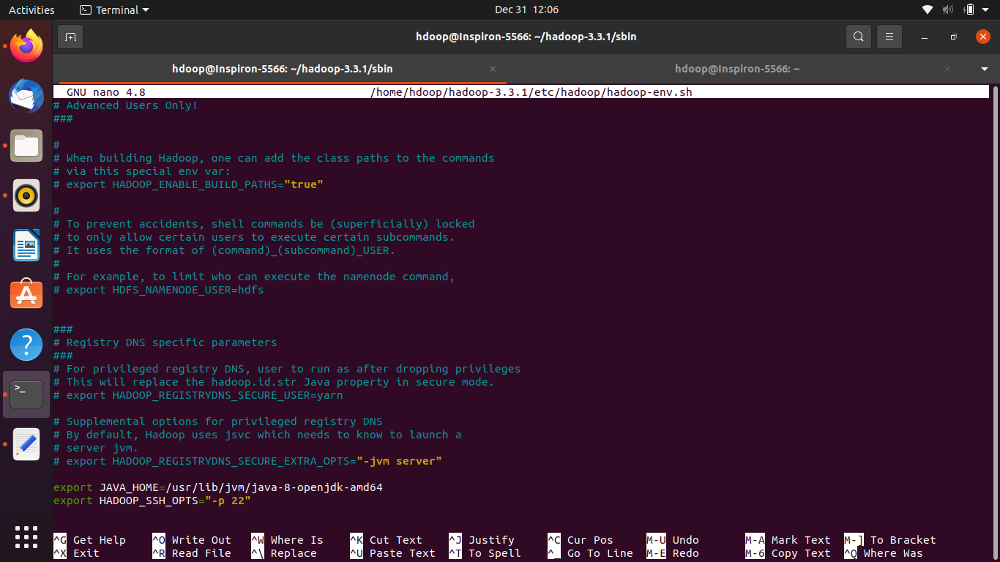 Activities
Terminal
Dec 31 12:06
hdoop@Inspiron-5566: ~/hadoop-3.3.1/sbin
hdoop@Inspiron-5566: ~/hadoop-3.3.1/sbin
hdoop@Inspiron-5566: ~
GNU nano 4.8 /home/hdoop/hadoop-3.3.1/etc/hadoop/hadoop-env.sh
# Advanced Users Only!
###
#
# When building Hadoop, one can add the class paths to the commands
# via this special env var:
# export HADOOP_ENABLE_BUILD_PATHS="true"
#
# To prevent accidents, shell commands be (superficially) locked
# to only allow certain users to execute certain subcommands.
# It uses the format of (command)_(subcommand)_USER.
#
# For example, to limit who can execute the namenode command,
# export HDFS_NAMENODE_USER=hdfs
###
# Registry DNS specific parameters
###
# For privileged registry DNS, user to run as after dropping privileges
# This will replace the hadoop.id.str Java property in secure mode.
# export HADOOP_REGISTRYDNS_SECURE_USER=yarn
# Supplemental options for privileged registry DNS
# By default, Hadoop uses jsvc which needs to know to launch a
# server jvm.
# export HADOOP_REGISTRYDNS_SECURE_EXTRA_OPTS="-jvm server"
export JAVA_HOME=/usr/lib/jvm/java-8-openjdk-amd64
export HADOOP_SSH_OPTS="-p 22"
^G Get Help ^O Write Out ^W Where Is ^K Cut Text ^J Justify ^C Cur Pos M-U Undo M-A Mark Text M-] To Bracket
^X Exit ^R Read File ^\ Replace ^U Paste Text ^T To Spell ^_ Go To Line M-E Redo M-6 Copy Text ^Q Where Was